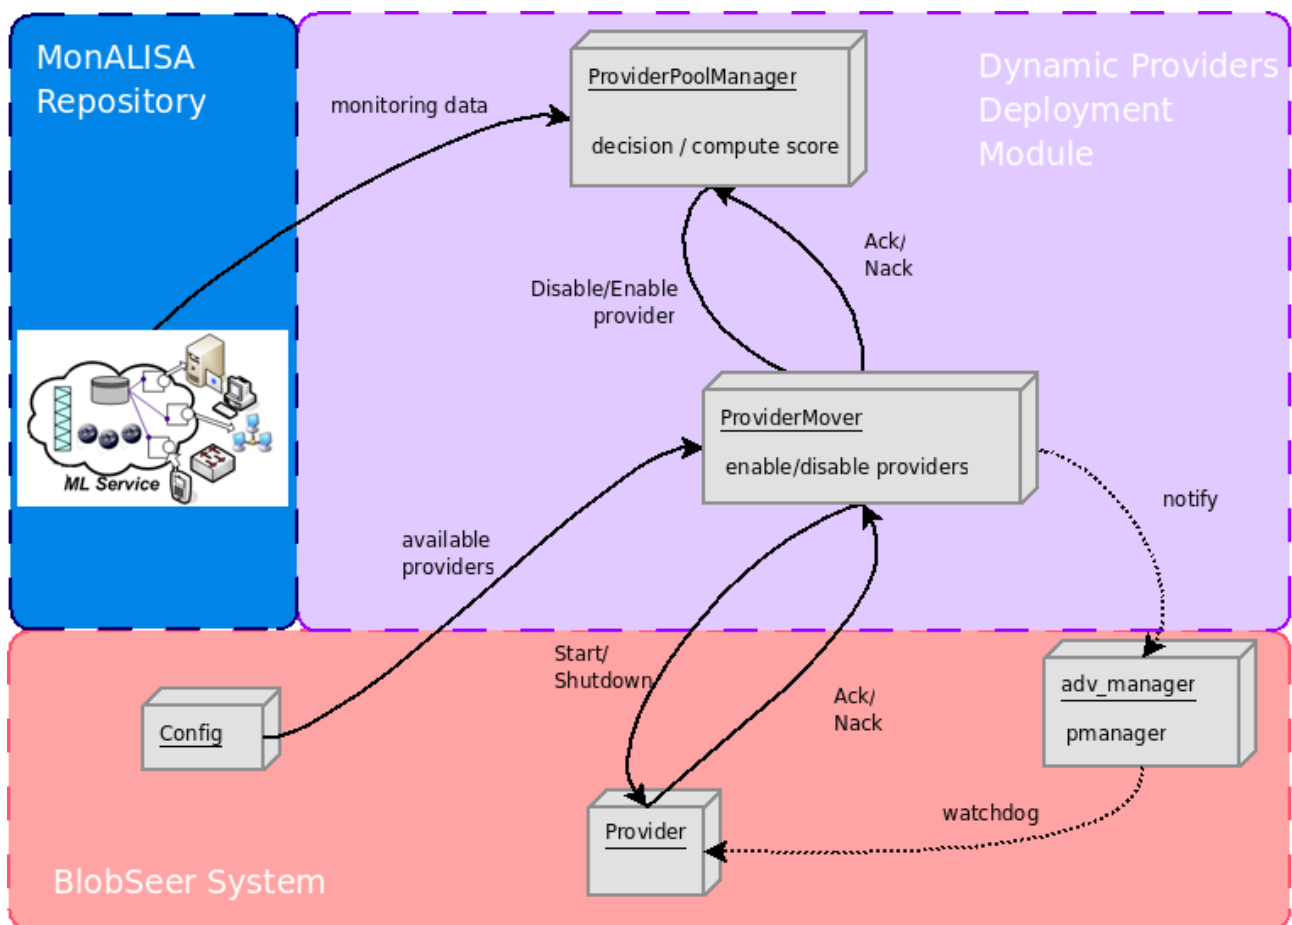 MonALISA
Repository
Dynamic Providers
Deployment
Module
monitoring data
ProviderPoolManager
decision / compute score
Ack/
Nack
Disable/Enable
provider
ML Service
ProviderMover
enable/disable providers
notify
available
providers
Start/
Shutdown
Ack/
Nack
adv_manager
pmanager
Config
watchdog
Provider
BlobSeer System